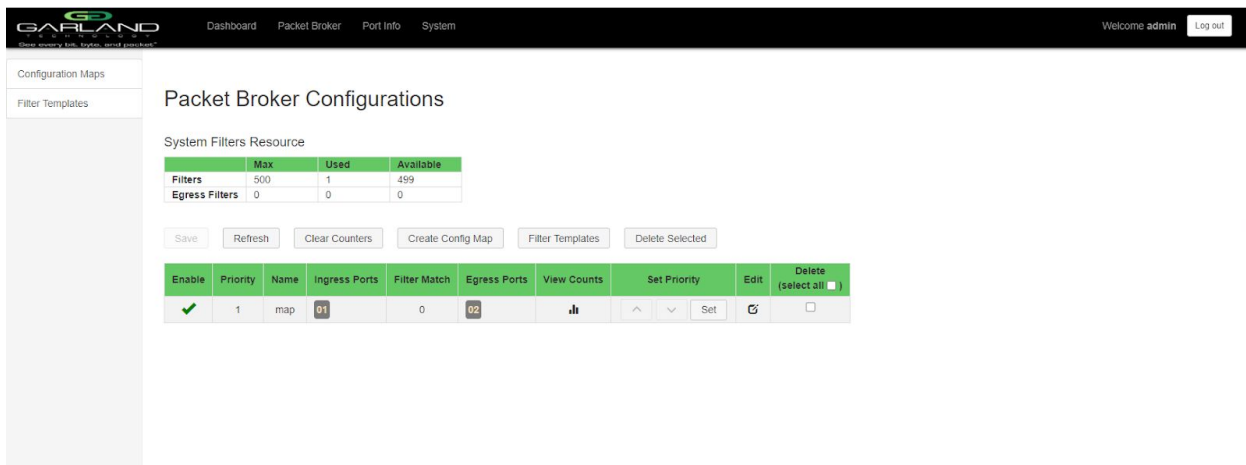 GARLAND Dashboard Packet Broker Port Info System Welcome admin Log out
TECHNOLOGY
See every bit, byte, and packet™
Configuration Maps
Filter Templates
Packet Broker Configurations
System Filters Resource
Max Used Available
Filters 500 1 499
Egress Filters 0 0 0
Save Refresh Clear Counters Create Config Map Filter Templates Delete Selected
Enable Priority Name Ingress Ports Filter Match Egress Ports View Counts Set Priority Edit Delete
(select all )
1 map 01 0 02 Set